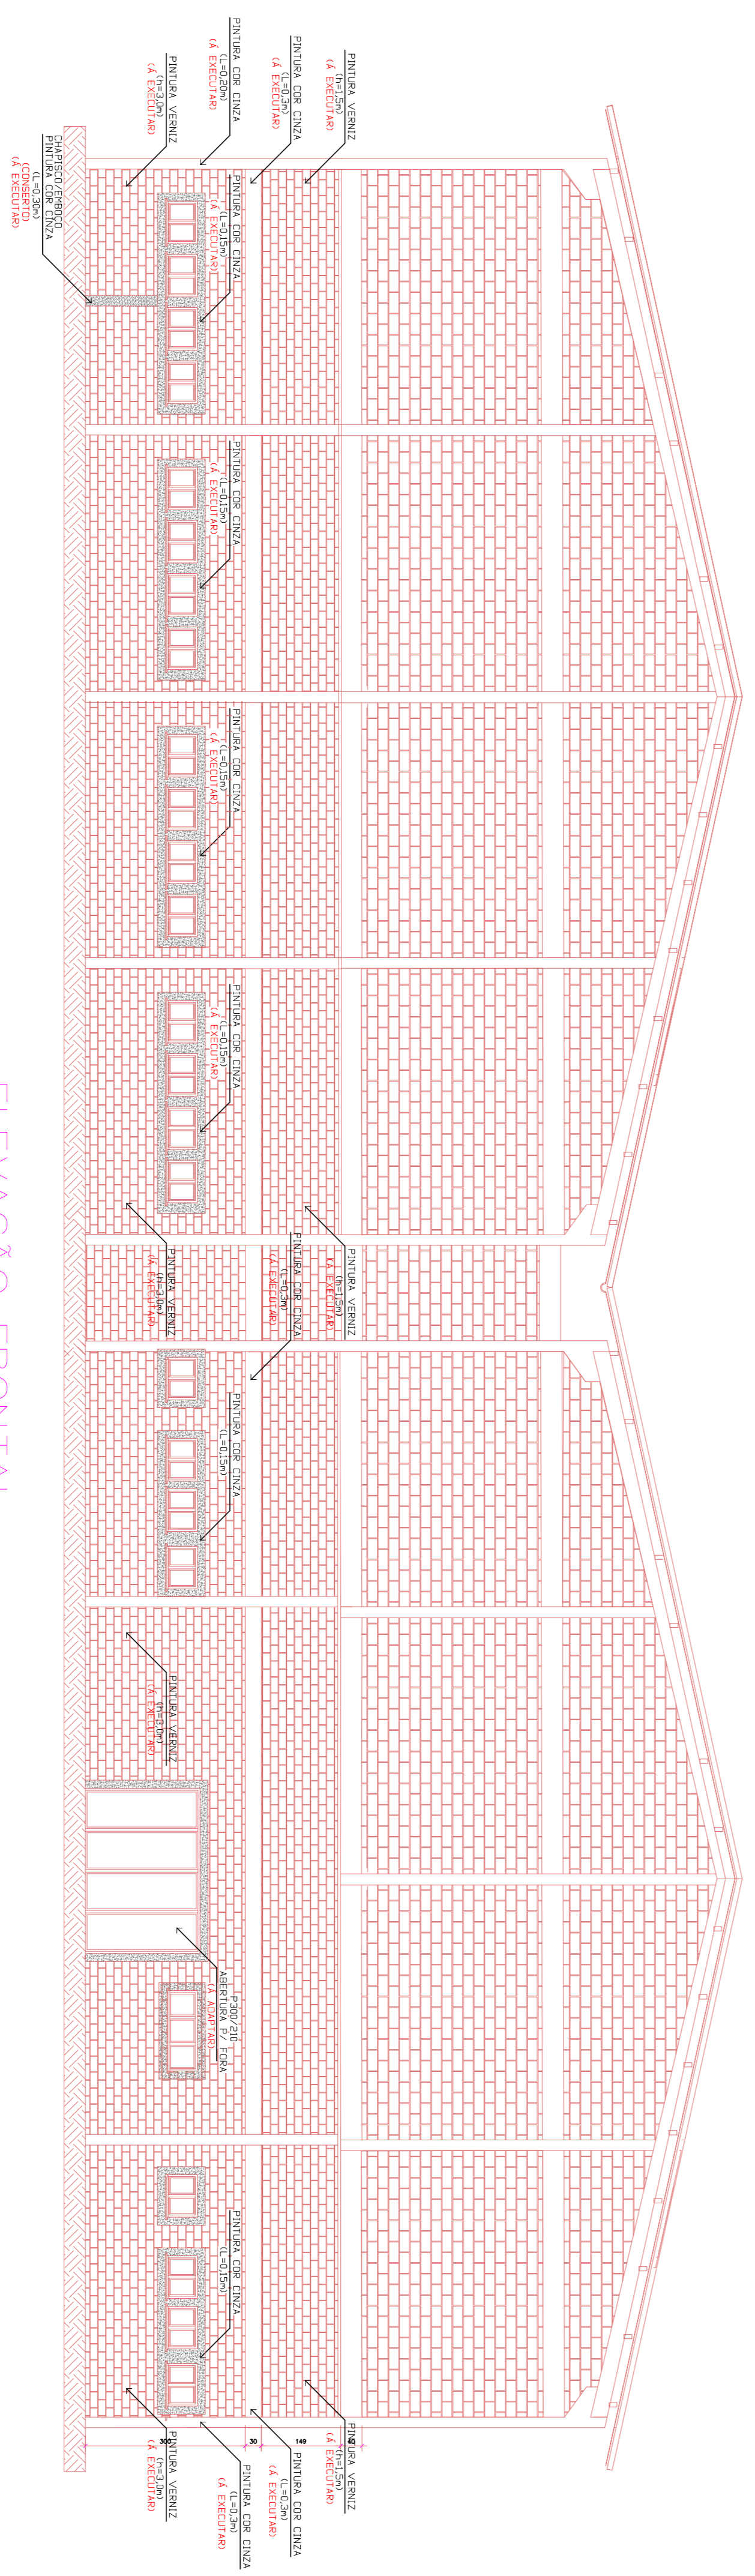 PINTURA VERNIZ
(h=1,5m)
(Á EXECUTAR)
PINTURA COR CINZA
(L=0,3m)
(Á EXECUTAR)
PINTURA COR CINZA
(L=0,20m)
(Á EXECUTAR)
PINTURA VERNIZ
(h=3,0m)
(Á EXECUTAR)
CHAPISCO/EMBOCO
PINTURA COR CINZA
(L=0,30m)
(CONSERTO)
(Á EXECUTAR)
PINTURA COR CINZA
(L=0,15m)
(Á EXECUTAR)
PINTURA COR CINZA
(L=0,15m)
(Á EXECUTAR)
PINTURA COR CINZA
(L=0,15m)
(Á EXECUTAR)
PINTURA COR CINZA
(L=0,15m)
(Á EXECUTAR)
PINTURA VERNIZ
(h=1,5m)
(Á EXECUTAR)
PINTURA COR CINZA
(L=0,3m)
(Á EXECUTAR)
PINTURA VERNIZ
(h=3,0m)
(Á EXECUTAR)
PINTURA COR CINZA
(L=0,15m)
PINTURA VERNIZ
(h=3,0m)
(Á EXECUTAR)
P300/210
ABERTURA P/ FORA
(Á ADAPTAR)
PINTURA COR CINZA
(L=0,15m)
PINTURA VERNIZ
(h=1,5m)
(Á EXECUTAR)
149
30
300
PINTURA COR CINZA
(L=0,3m)
(Á EXECUTAR)
PINTURA COR CINZA
(L=0,3m)
(Á EXECUTAR)
PINTURA VERNIZ
(h=3,0m)
(Á EXECUTAR)
ELEVAÇÃO FRONTAL